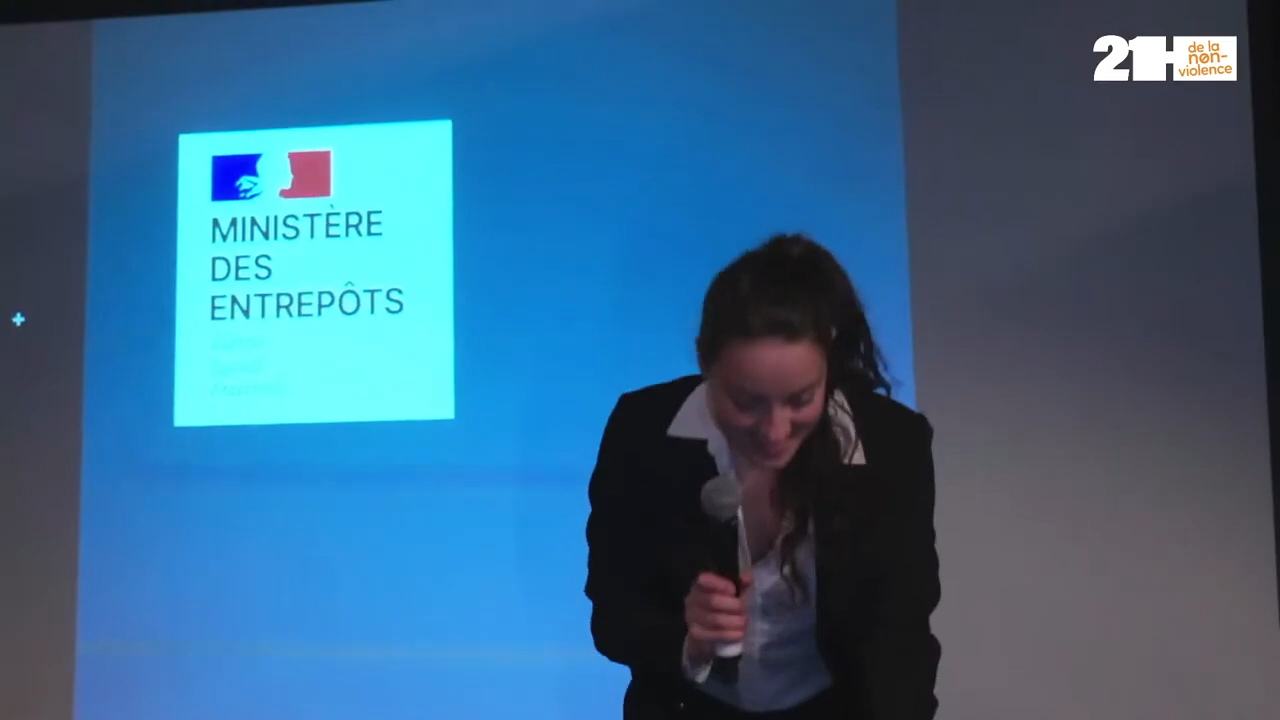 21H
de la
non-
violence
MINISTÈRE
DES
ENTREPÔTS